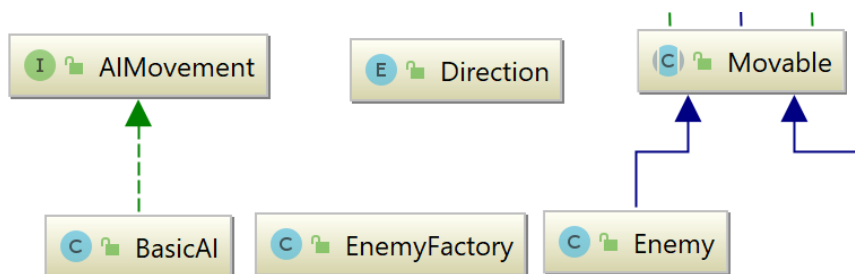 I AIMovement
E Direction
C Movable
C BasicAI
C EnemyFactory
C Enemy